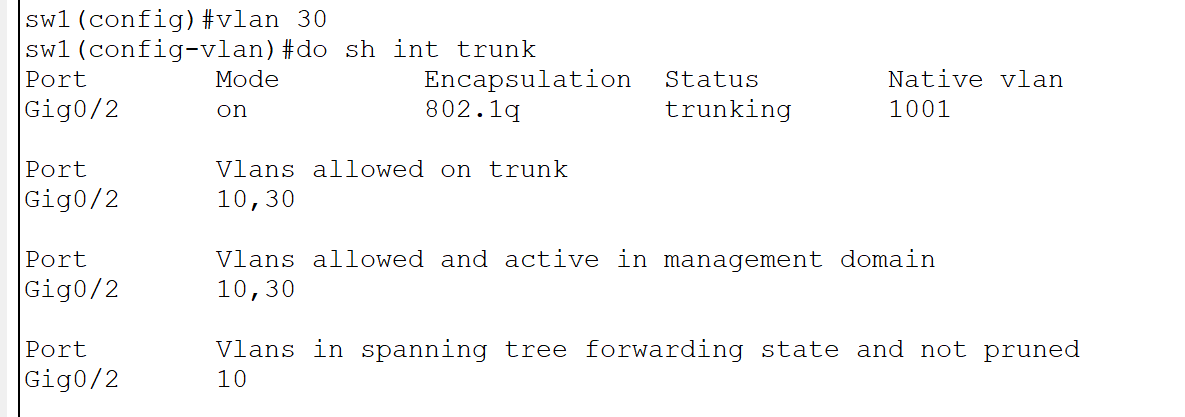 sw1(config)#vlan 30
sw1(config-vlan)#do sh int trunk
Port Mode Encapsulation Status Native vlan
Gig0/2 on 802.1q trunking 1001
Port Vlans allowed on trunk
Gig0/2 10,30
Port Vlans allowed and active in management domain
Gig0/2 10,30
Port Vlans in spanning tree forwarding state and not pruned
Gig0/2 10